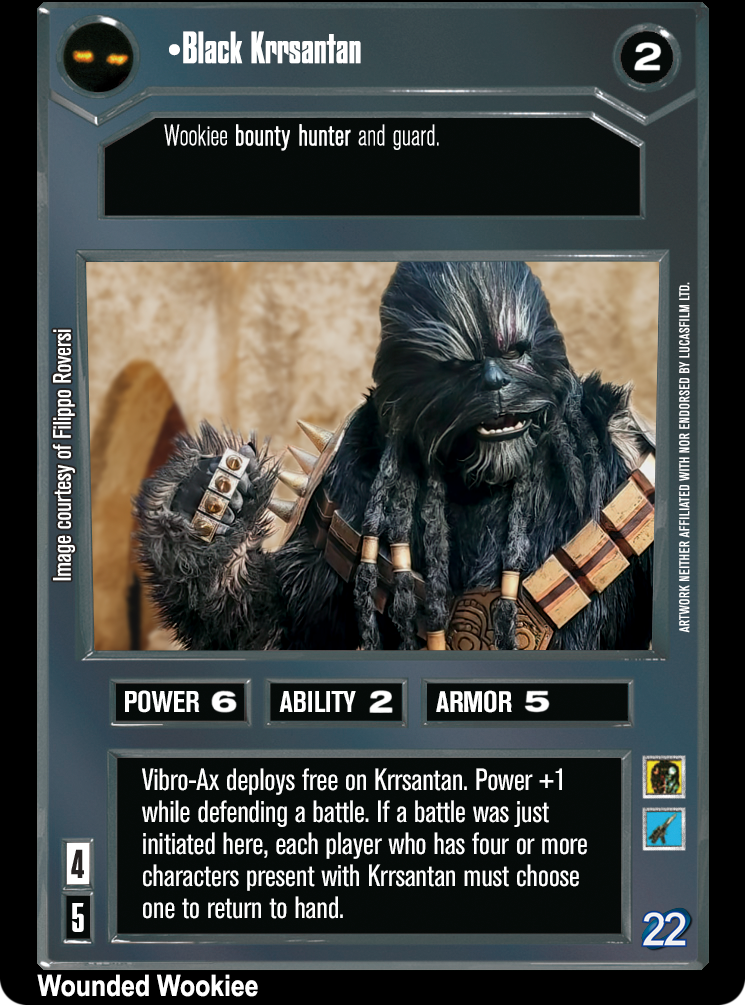 •Black Krrsantan
2
Wookiee bounty hunter and guard.
Image courtesy of Filippo Roversi
ARTWORK NEITHER AFFILIATED WITH NOR ENDORSED BY LUCASFILM LTD.
POWER 6
ABILITY 2
ARMOR 5
Vibro-Ax deploys free on Krrsantan. Power +1
while defending a battle. If a battle was just
initiated here, each player who has four or more
characters present with Krrsantan must choose
one to return to hand.
4
5
22
Wounded Wookiee